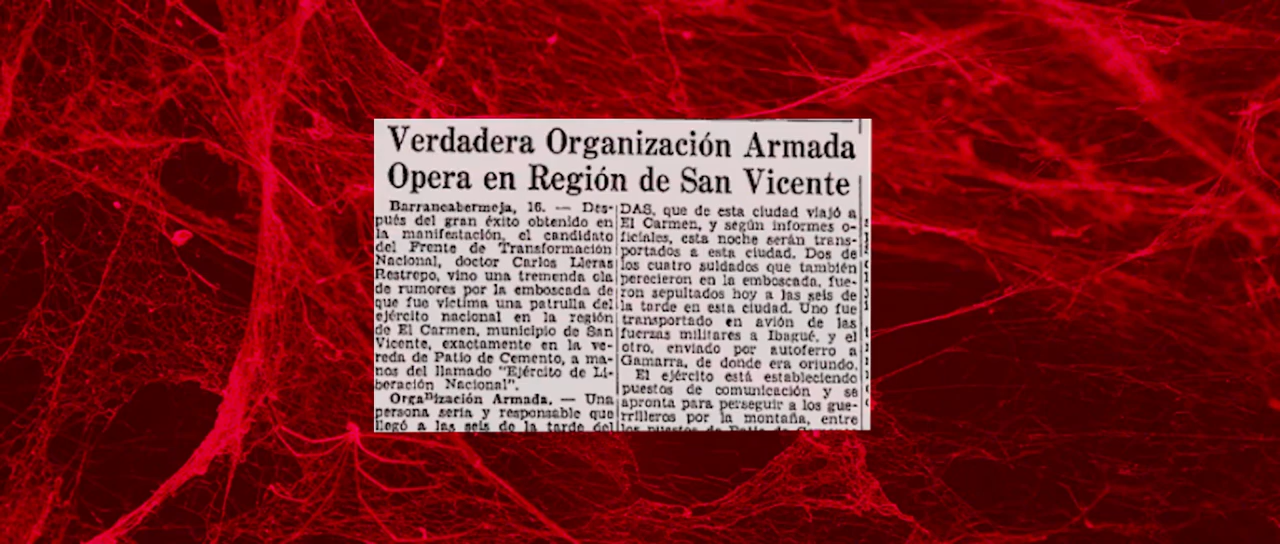 Verdadera Organización Armada
Opera en Región de San Vicente
Barrancabermeja, 16. — Des-
pués del gran éxito obtenido en
la manifestación, el candidato
del Frente de Transformación
Nacional, doctor Carlos Lleras
Restrepo, vino una tremenda ola
de rumores por la emboscada de
que fue víctima una patrulla del
ejército nacional en la región
de El Carmen, municipio de San
Vicente, exactamente en la ve-
reda de Patio de Cemento, a ma-
nos del llamado "Ejército de Li-
beración Nacional".
Organización Armada. — Una
persona seria y responsable que
llegó a las seis de la tarde del
DAS, que de esta ciudad viajó a
El Carmen, y según informes o-
ficiales, esta noche serán trans-
portados a esta ciudad. Dos de
los cuatro suldados que también
perecieron en la emboscada, fue-
ron sepultados hoy a las seis de
la tarde en esta ciudad. Uno fue
transportado en avión de las
fuerzas militares a Ibagué, y el
otro, enviado por autoferro a
Gamarra, de donde era oriundo.
El ejército está estableciendo
puestos de comunicación y se
apronta para perseguir a los gue-
rrilleros por la montaña, entre
los puestos de Patio de